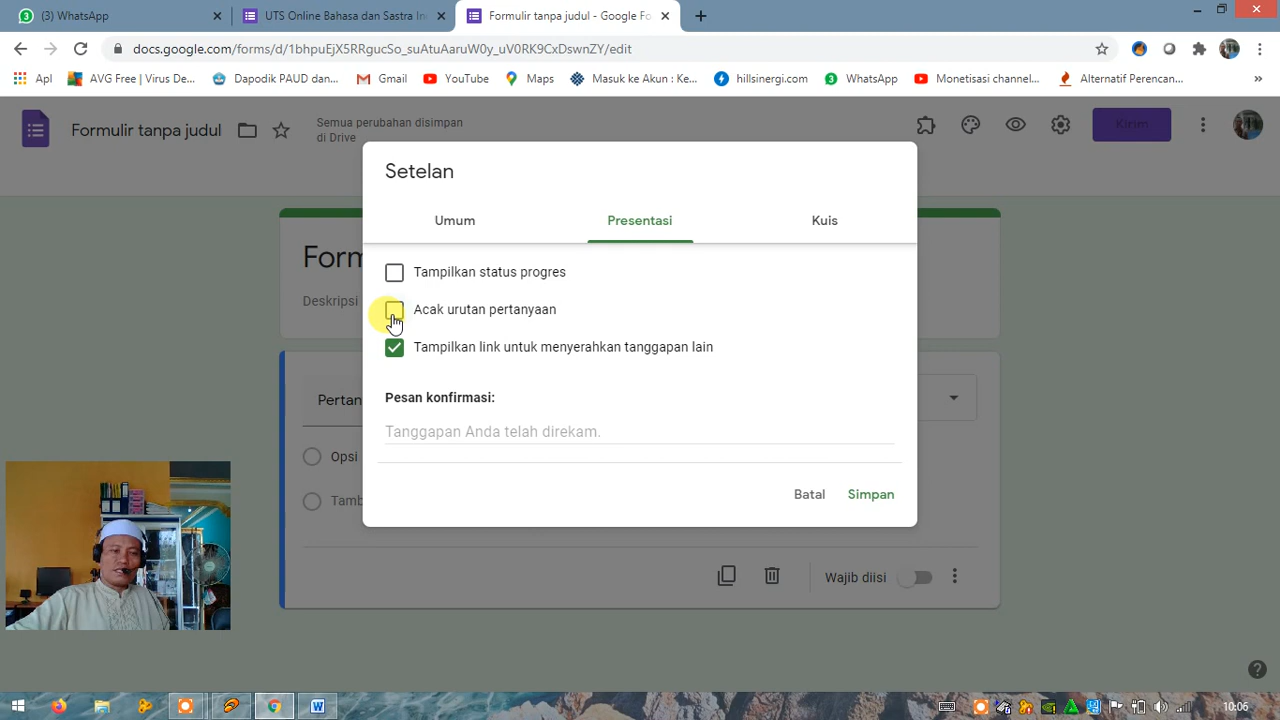 (3) WhatsApp
UTS Online Bahasa dan Sastra In
Formulir tanpa judul - Google Fo
docs.google.com/forms/d/1bhpuEjX5RRgucSo_suAtuAaruW0y_uV0RK9CxDswnZY/edit
Apl
AVG Free | Virus De...
Dapodik PAUD dan...
Gmail
YouTube
Maps
Masuk ke Akun : Ke...
hillsinergi.com
WhatsApp
Monetisasi channel...
Alternatif Perencan...
Formulir tanpa judul
Semua perubahan disimpan
di Drive
Kirim
Setelan
Umum
Presentasi
Kuis
Form
Deskripsi
Tampilkan status progres
Acak urutan pertanyaan
Tampilkan link untuk menyerahkan tanggapan lain
Pesan konfirmasi:
Tanggapan Anda telah direkam.
Pertan
Opsi
Tamb
Batal
Simpan
Wajib diisi
10:06